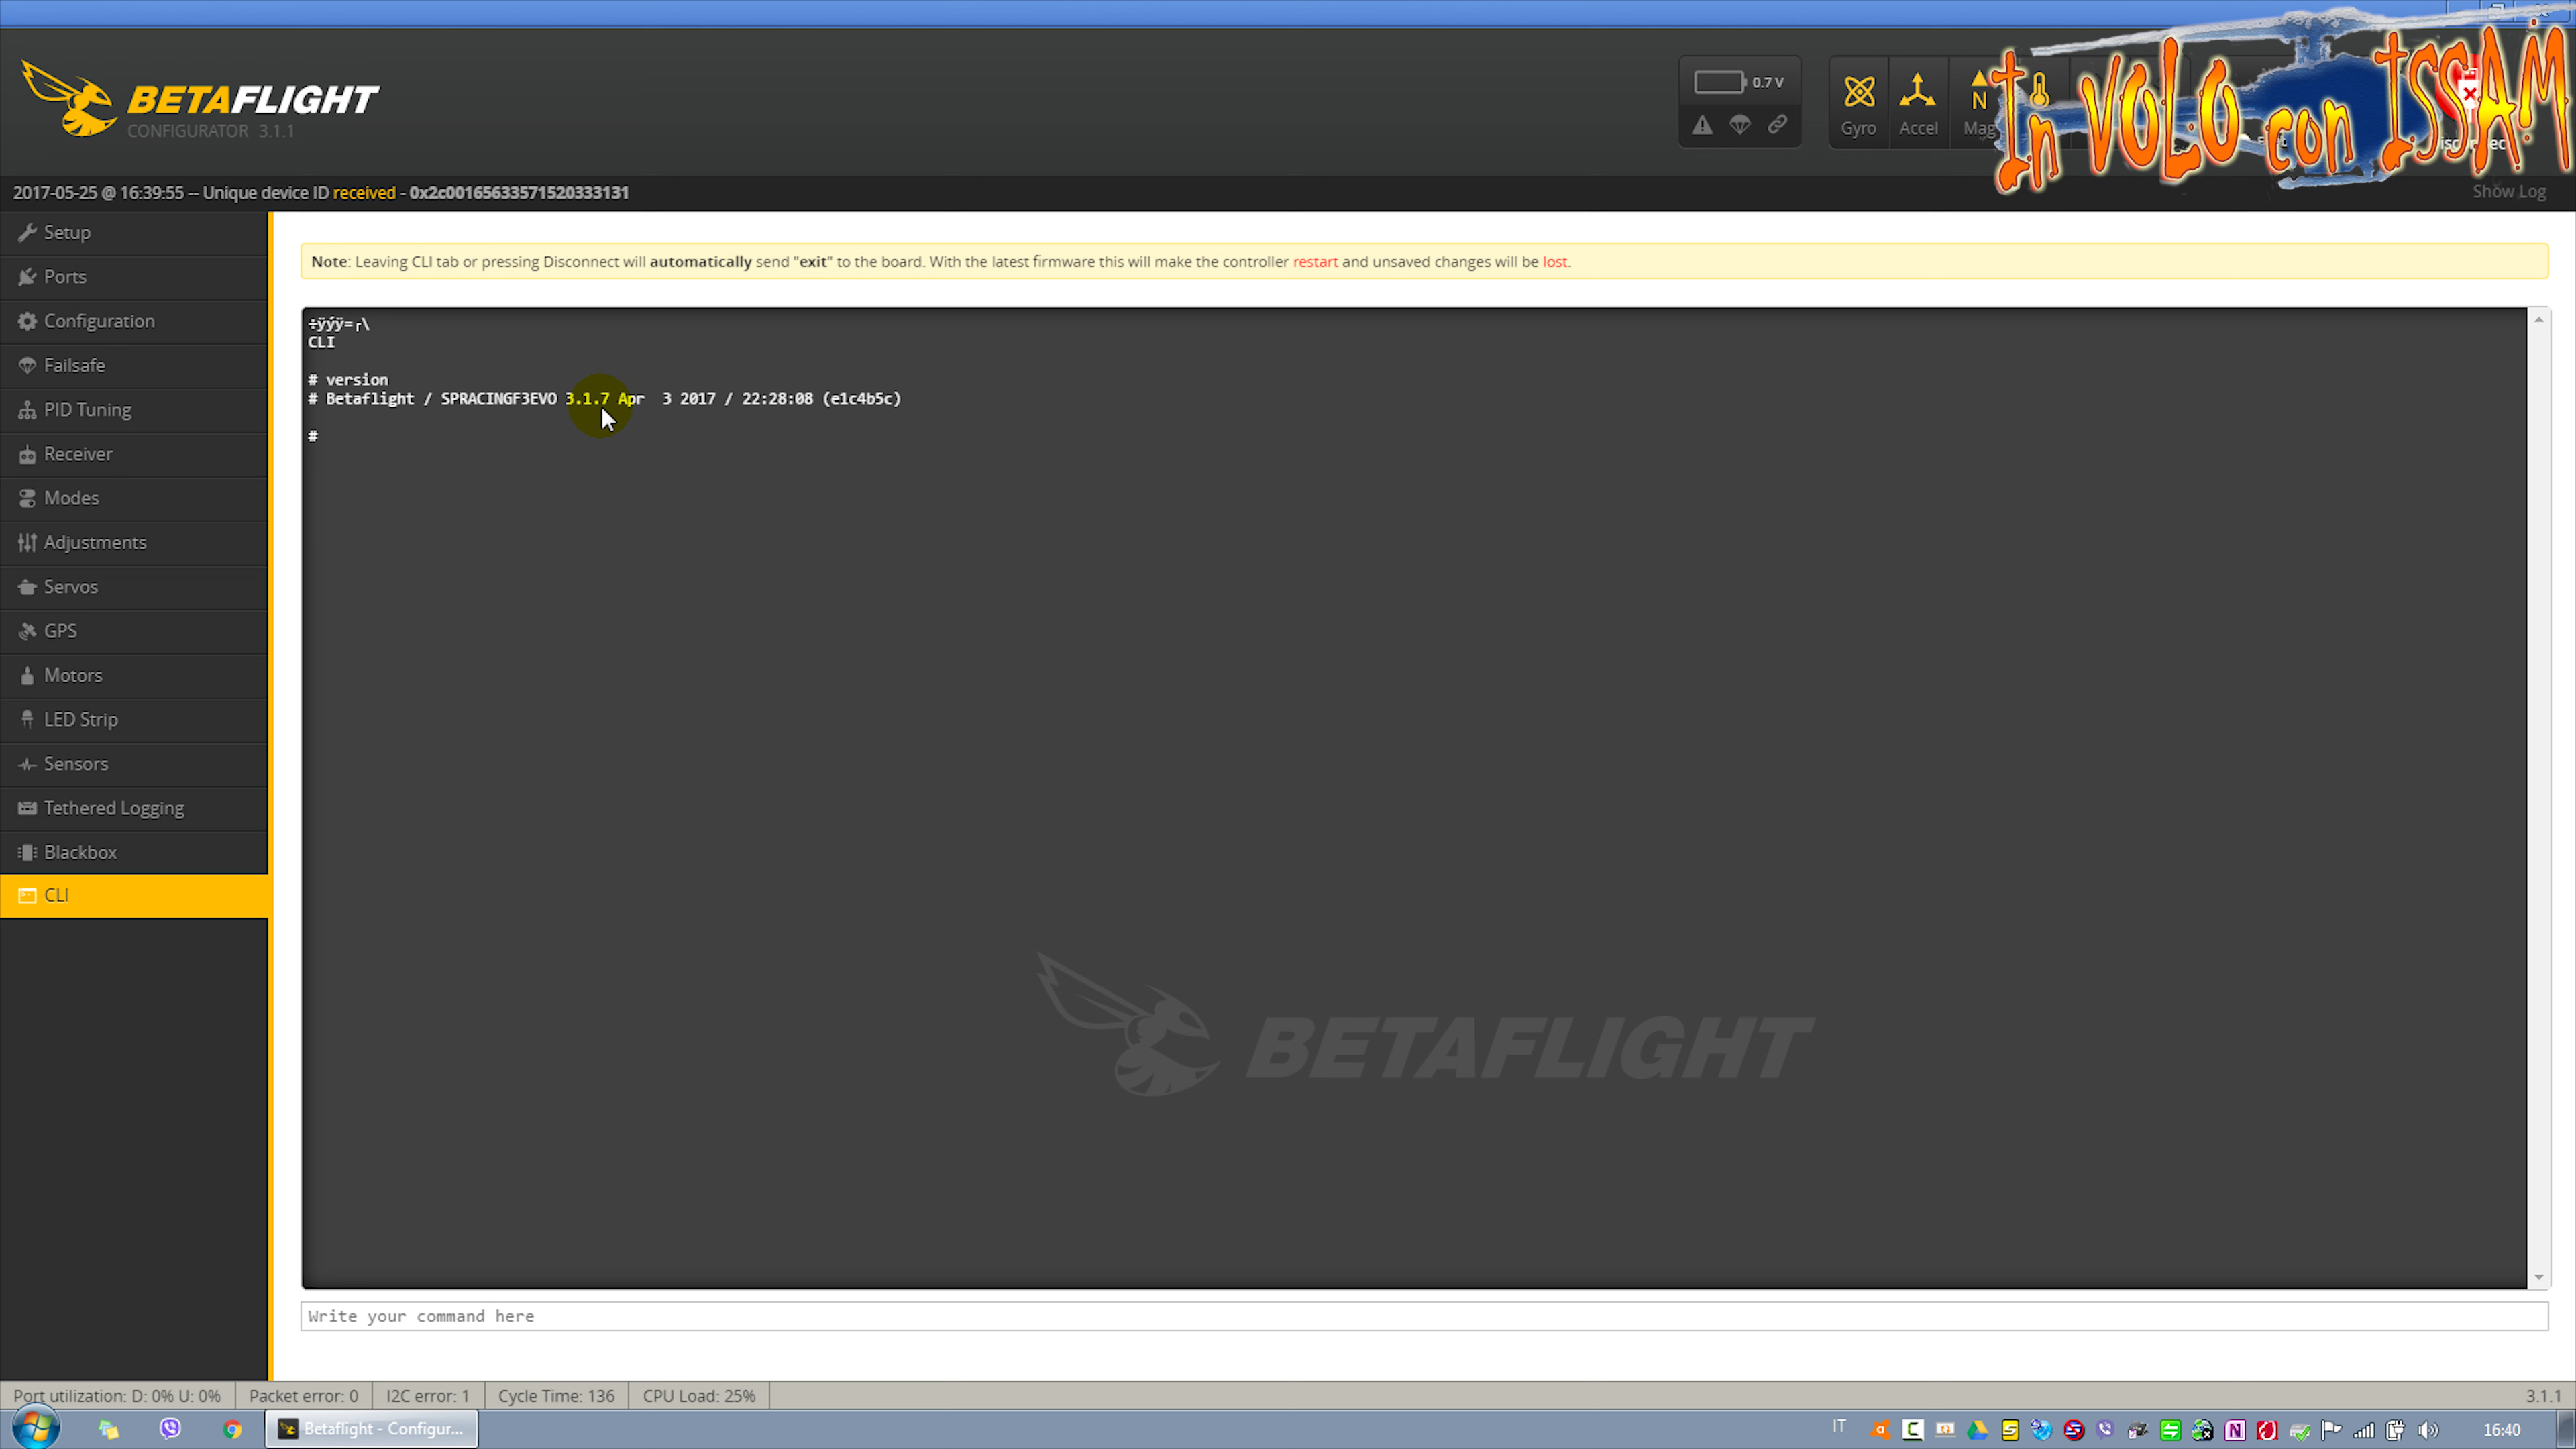 BETAFLIGHT
CONFIGURATOR 3.1.1
0.7 V
Gyro
Accel
Mag
In VOLO con ISSAM
2017-05-25 @ 16:39:55 -- Unique device ID received - 0x2c00165633571520333131
Show Log
Setup
Ports
Configuration
Failsafe
PID Tuning
Receiver
Modes
Adjustments
Servos
GPS
Motors
LED Strip
Sensors
Tethered Logging
Blackbox
CLI
Note: Leaving CLI tab or pressing Disconnect will automatically send "exit" to the board. With the latest firmware this will make the controller restart and unsaved changes will be lost.
÷ÿýÿ=┌\
CLI
# version
# Betaflight / SPRACINGF3EVO 3.1.7 Apr  3 2017 / 22:28:08 (e1c4b5c)
#
BETAFLIGHT
Write your command here
Port utilization: D: 0% U: 0%
Packet error: 0
I2C error: 1
Cycle Time: 136
CPU Load: 25%
3.1.1
Betaflight - Configur...
IT
16:40